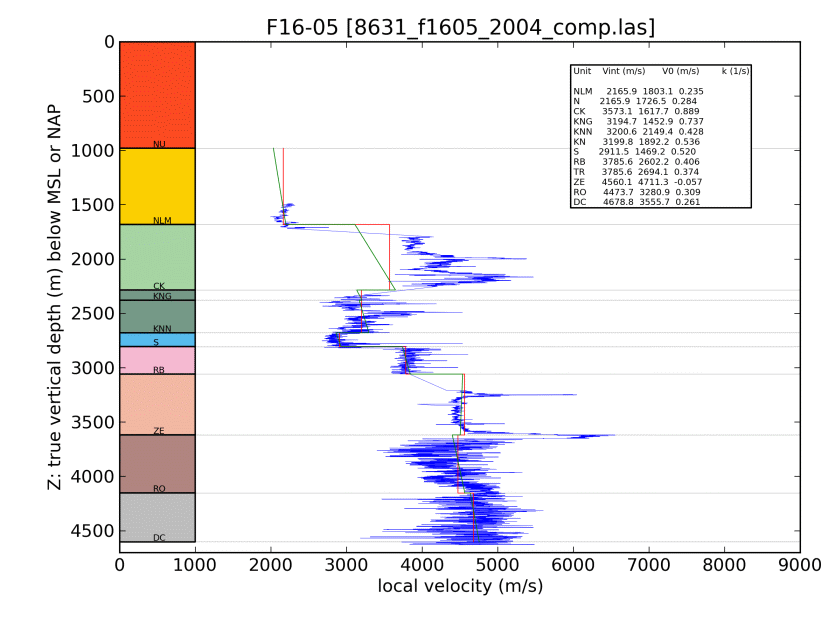 F16-05 [8631_f1605_2004_comp.las]
Z: true vertical depth (m) below MSL or NAP
0
500
1000
1500
2000
2500
3000
3500
4000
4500
NU
NLM
CK
KNG
KNN
S
RB
ZE
RO
DC
Unit Vint (m/s) V0 (m/s) k (1/s)
NLM 2165.9 1803.1 0.235
N 2165.9 1726.5 0.284
CK 3573.1 1617.7 0.889
KNG 3194.7 1452.9 0.737
KNN 3200.6 2149.4 0.428
KN 3199.8 1892.2 0.536
S 2911.5 1469.2 0.520
RB 3785.6 2602.2 0.406
TR 3785.6 2694.1 0.374
ZE 4560.1 4711.3 -0.057
RO 4473.7 3280.9 0.309
DC 4678.8 3555.7 0.261
0 1000 2000 3000 4000 5000 6000 7000 8000 9000
local velocity (m/s)